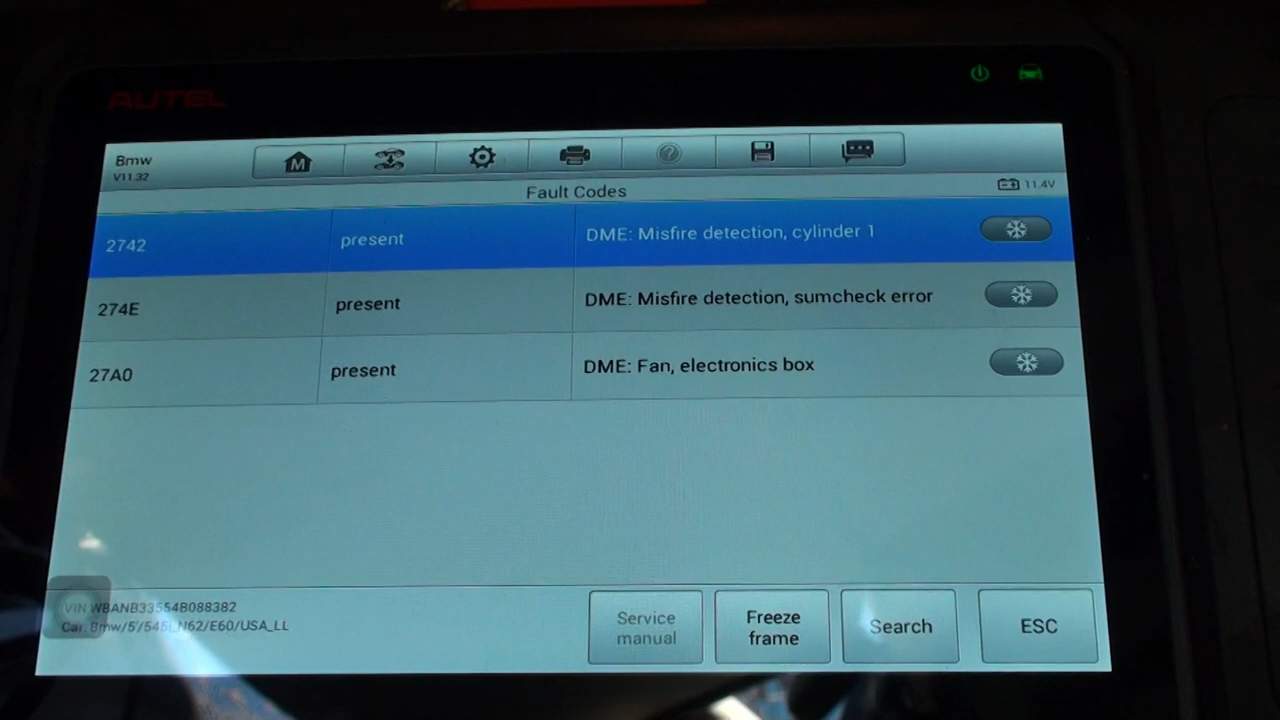 AUTEL
Bmw
V11.32
M
?
Fault Codes
11.4V
2742 present DME: Misfire detection, cylinder 1
274E present DME: Misfire detection, sumcheck error
27A0 present DME: Fan, electronics box
VIN WBANB33554B088382
Car: Bmw/5'/545i_N62/E60/USA_LL
Service
manual
Freeze
frame
Search
ESC